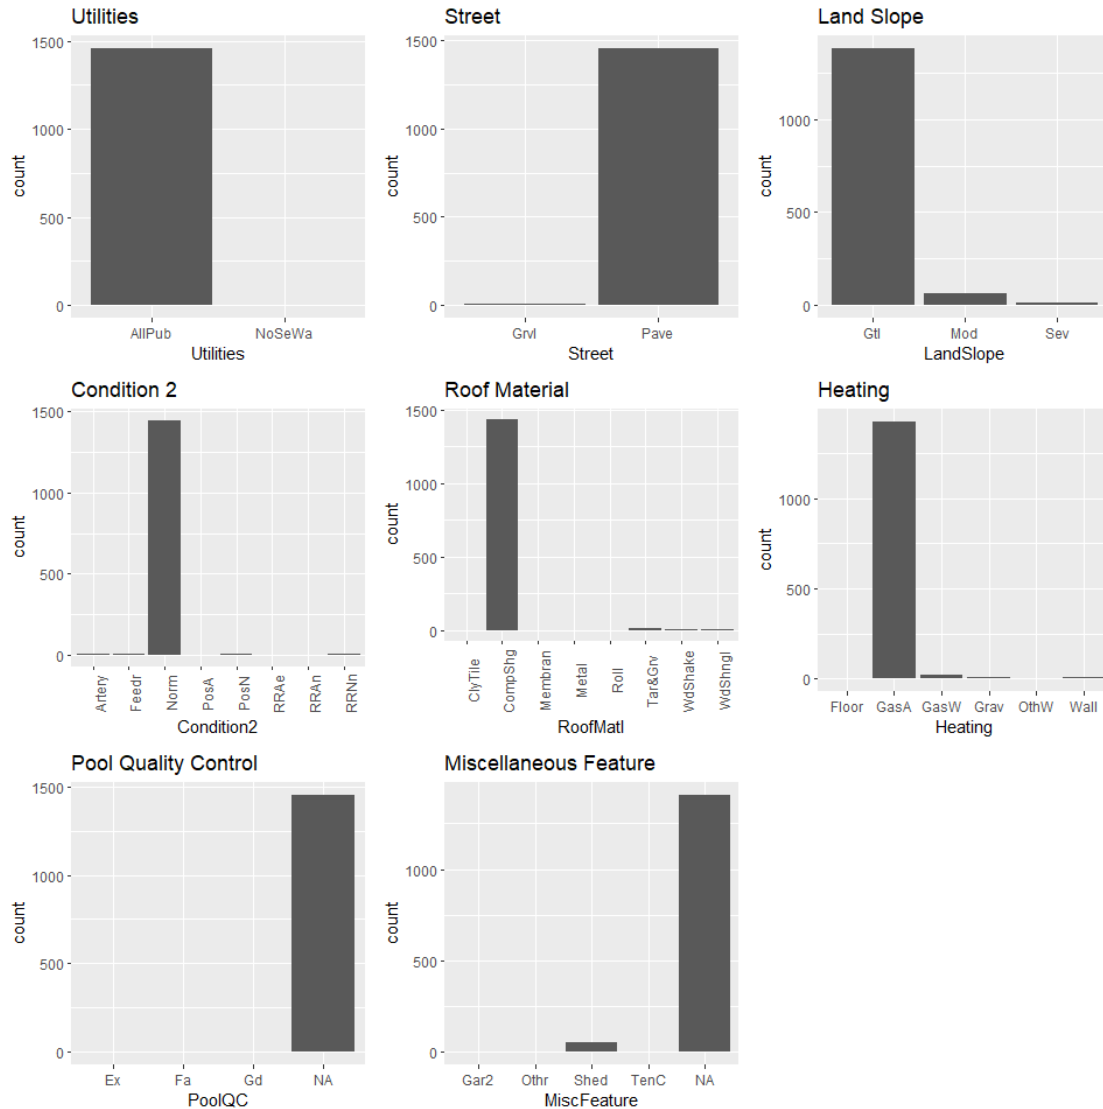 Utilities
1500
1000
500
0
count
AllPub NoSeWa
Utilities
Street
1500
1000
500
0
count
Grvl Pave
Street
Land Slope
1000
500
0
count
Gtl Mod Sev
LandSlope
Condition 2
1500
1000
500
0
count
Artery Feedr Norm PosA PosN RRAe RRAn RRNn
Condition2
Roof Material
1500
1000
500
0
count
ClyTile CompShg Membran Metal Roll Tar&Grv WdShake WdShngl
RoofMatl
Heating
1000
500
0
count
Floor GasA GasW Grav OthW Wall
Heating
Pool Quality Control
1500
1000
500
0
count
Ex Fa Gd NA
PoolQC
Miscellaneous Feature
1000
500
0
count
Gar2 Othr Shed TenC NA
MiscFeature